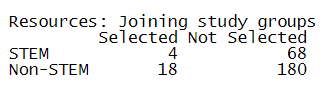 Resources: Joining study groups
Selected Not Selected
STEM 4 68
Non-STEM 18 180